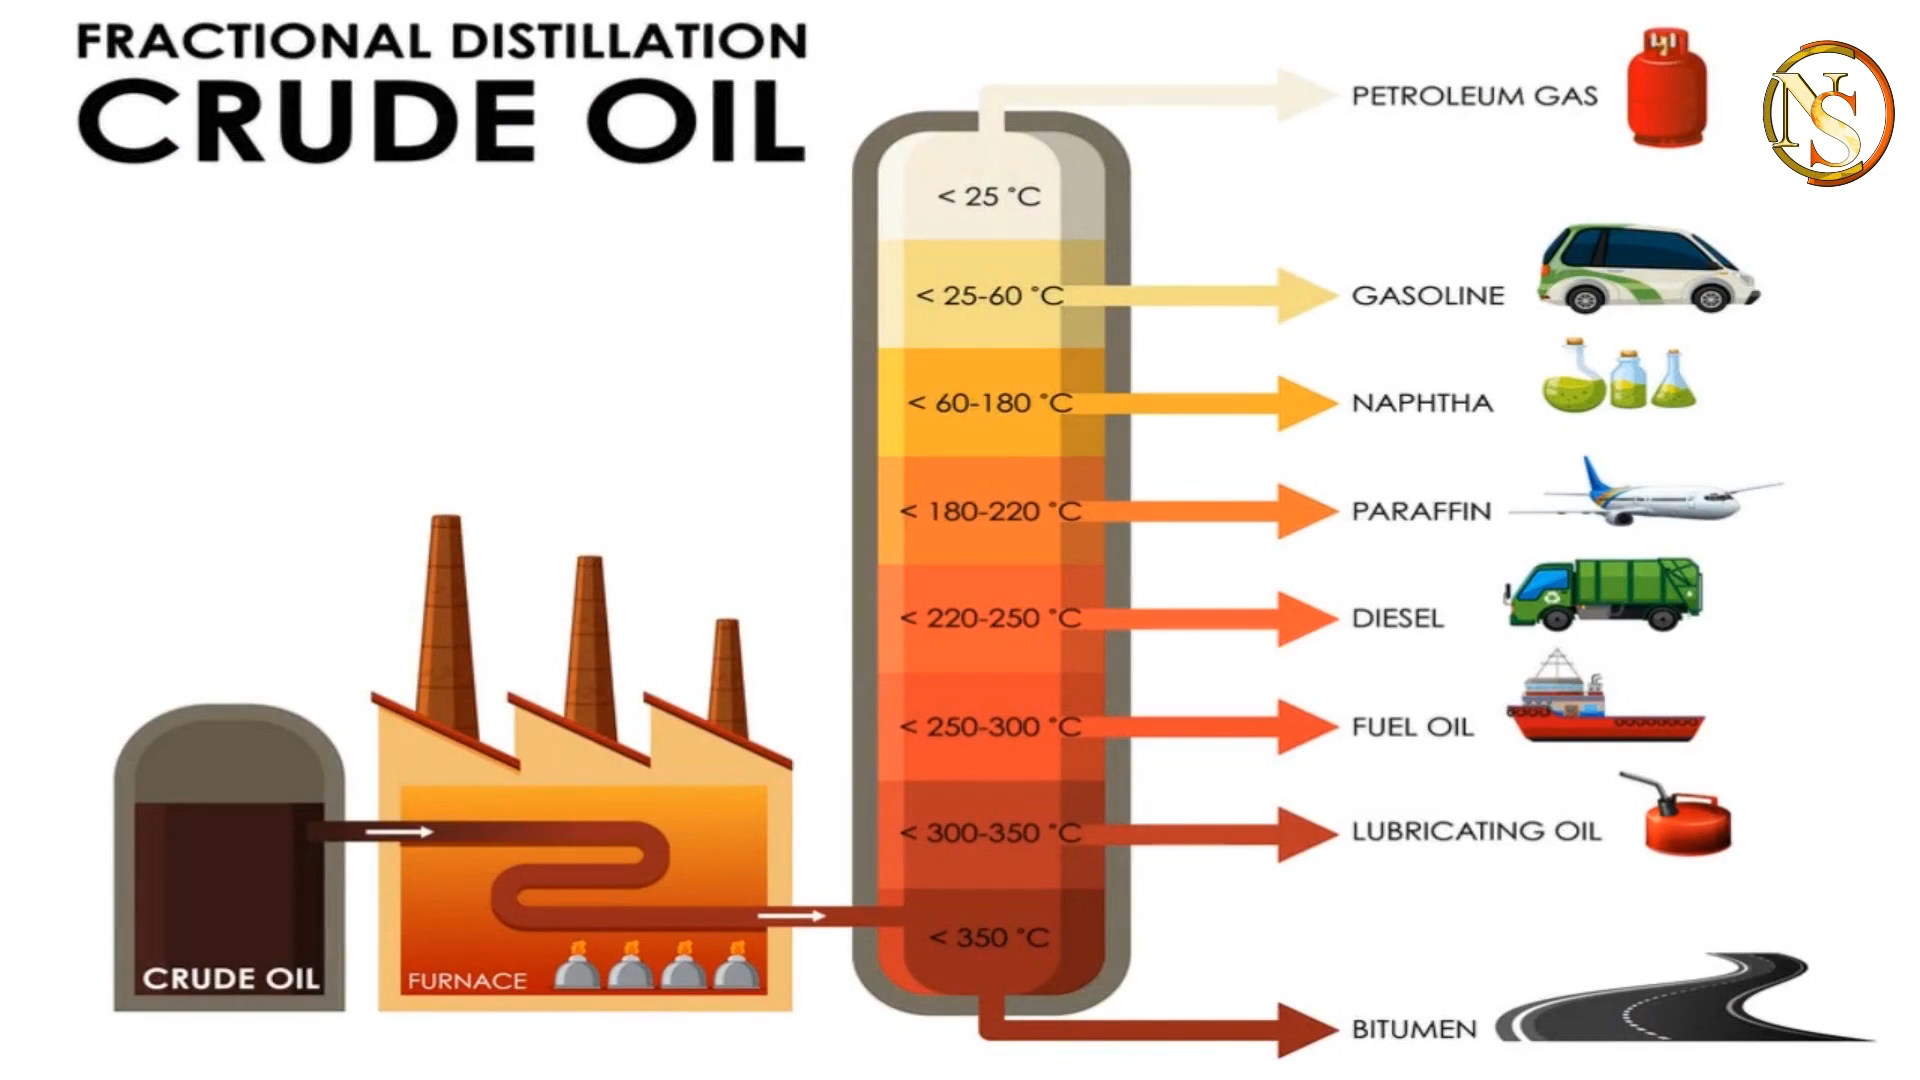 FRACTIONAL DISTILLATION
CRUDE OIL
PETROLEUM GAS
NS
< 25 °C
< 25-60 °C
GASOLINE
< 60-180 °C
NAPHTHA
< 180-220 °C
PARAFFIN
< 220-250 °C
DIESEL
< 250-300 °C
FUEL OIL
< 300-350 °C
LUBRICATING OIL
< 350 °C
CRUDE OIL
FURNACE
BITUMEN